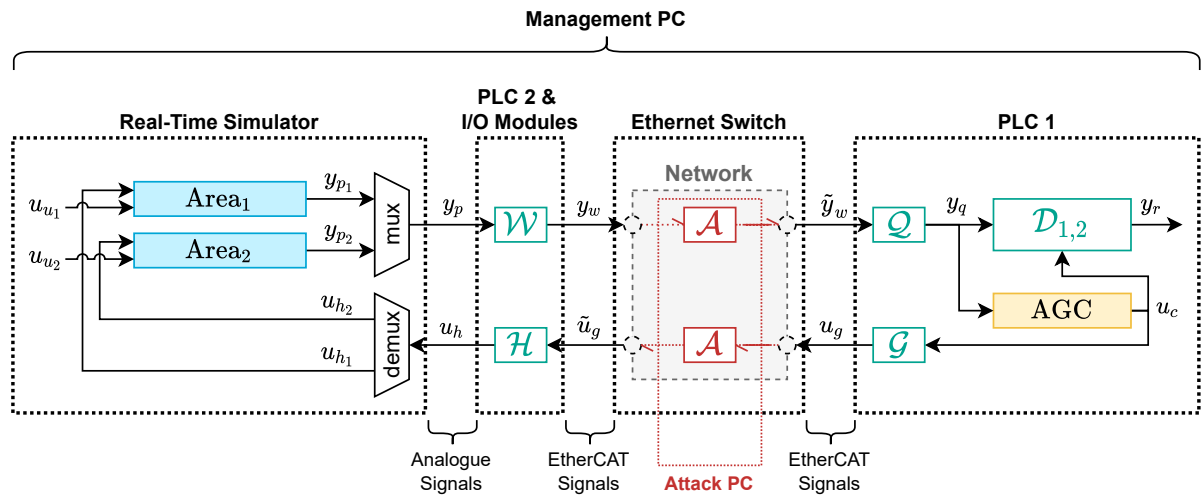 Management PC
Real-Time Simulator
PLC 2 &
I/O Modules
Ethernet Switch
PLC 1
Network
u_{u_1}
Area_1
y_{p_1}
u_{u_2}
Area_2
y_{p_2}
mux
y_p
𝒲
y_w
𝒜
ỹ_w
𝒬
y_q
𝒟_{1,2}
y_r
AGC
u_c
u_{h_2}
u_{h_1}
demux
u_h
ℋ
ũ_g
𝒜
u_g
𝒢
Analogue
Signals
EtherCAT
Signals
Attack PC
EtherCAT
Signals